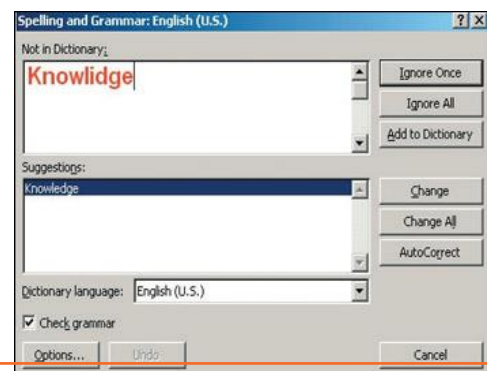 Spelling and Grammar: English (U.S.)
Not in Dictionary:
Knowlidge
Ignore Once
Ignore All
Add to Dictionary
Suggestions:
Knowledge
Change
Change All
AutoCorrect
Dictionary language: English (U.S.)
Check grammar
Options... Undo Cancel